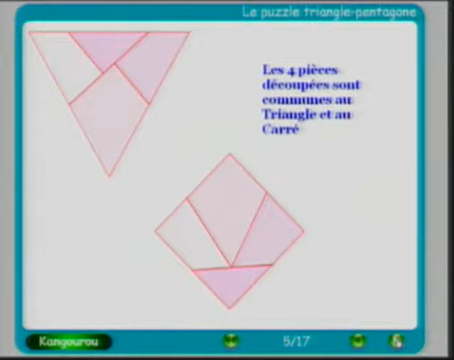 Le puzzle triangle-pentagone
Les 4 pièces
découpées sont
communes au
Triangle et au
Carré
Kangourou
5/17